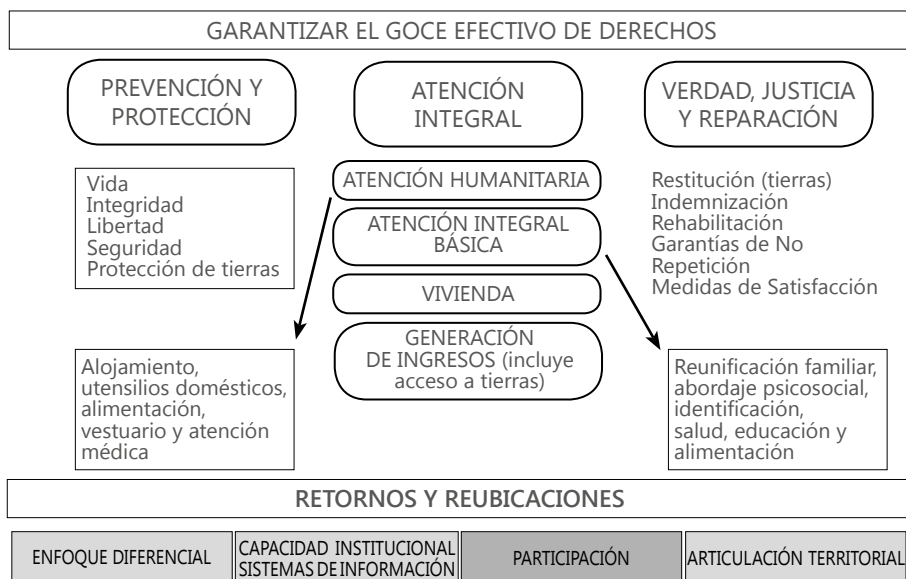 GARANTIZAR EL GOCE EFECTIVO DE DERECHOS
PREVENCIÓN Y
PROTECCIÓN
ATENCIÓN
INTEGRAL
VERDAD, JUSTICIA
Y REPARACIÓN
Vida
Integridad
Libertad
Seguridad
Protección de tierras
ATENCIÓN HUMANITARIA
ATENCIÓN INTEGRAL
BÁSICA
VIVIENDA
GENERACIÓN
DE INGRESOS (incluye
acceso a tierras)
Restitución (tierras)
Indemnización
Rehabilitación
Garantías de No
Repetición
Medidas de Satisfacción
Alojamiento,
utensilios domésticos,
alimentación,
vestuario y atención
médica
Reunificación familiar,
abordaje psicosocial,
identificación,
salud, educación y
alimentación
RETORNOS Y REUBICACIONES
ENFOQUE DIFERENCIAL
CAPACIDAD INSTITUCIONAL
SISTEMAS DE INFORMACIÓN
PARTICIPACIÓN
ARTICULACIÓN TERRITORIAL